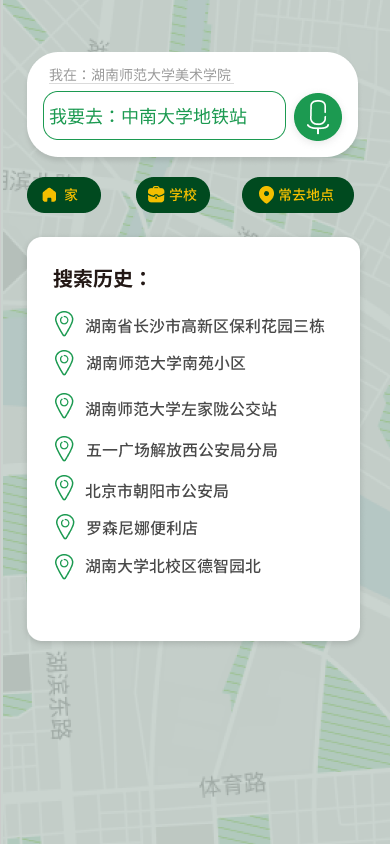 我在：湖南师范大学美术学院
我要去：中南大学地铁站
家
学校
常去地点
搜索历史：
湖南省长沙市高新区保利花园三栋
湖南师范大学南苑小区
湖南师范大学左家陇公交站
五一广场解放西公安局分局
北京市朝阳市公安局
罗森尼娜便利店
湖南大学北校区德智园北
湖滨东路
体育路